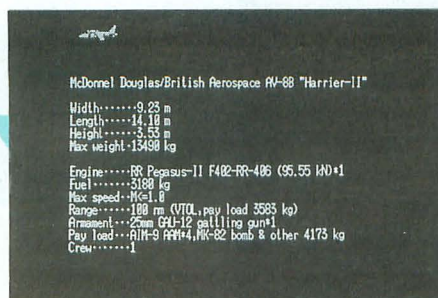 McDonnel Douglas/British Aerospace AV-8B "Harrier-II"
Width·······9.23 m
Length······14.10 m
Height······3.53 m
Max weight·13490 kg
Engine·····RR Pegasus-II F402-RR-406 (95.55 kN)*1
Fuel·······3180 kg
Max speed··M<=1.0
Range······100 nm (VTOL,pay load 3583 kg)
Armament···25mm GAU-12 gattling gun*1
Pay load···AIM-9 AAM*4,MK-82 bomb & other 4173 kg
Crew·······1